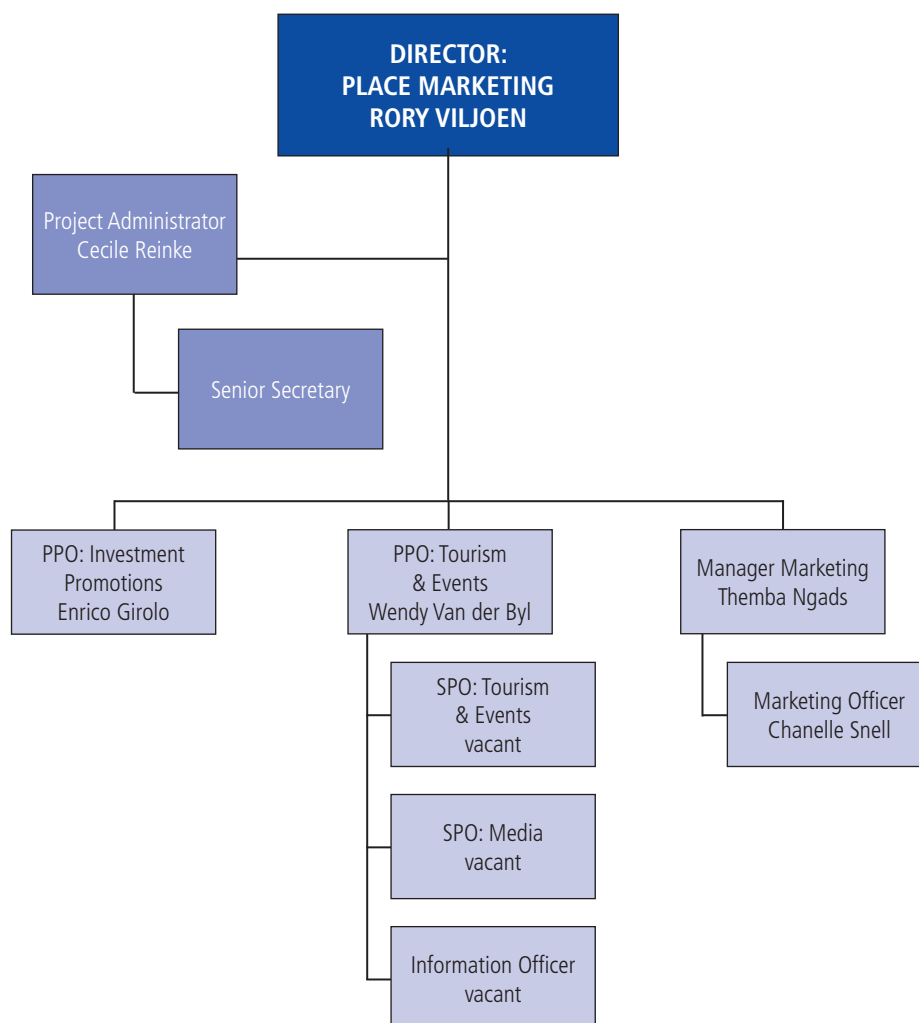 DIRECTOR:
PLACE MARKETING
RORY VILJOEN
Project Administrator
Cecile Reinke
Senior Secretary
PPO: Investment
Promotions
Enrico Girolo
PPO: Tourism
& Events
Wendy Van der Byl
Manager Marketing
Themba Ngads
SPO: Tourism
& Events
vacant
Marketing Officer
Chanelle Snell
SPO: Media
vacant
Information Officer
vacant